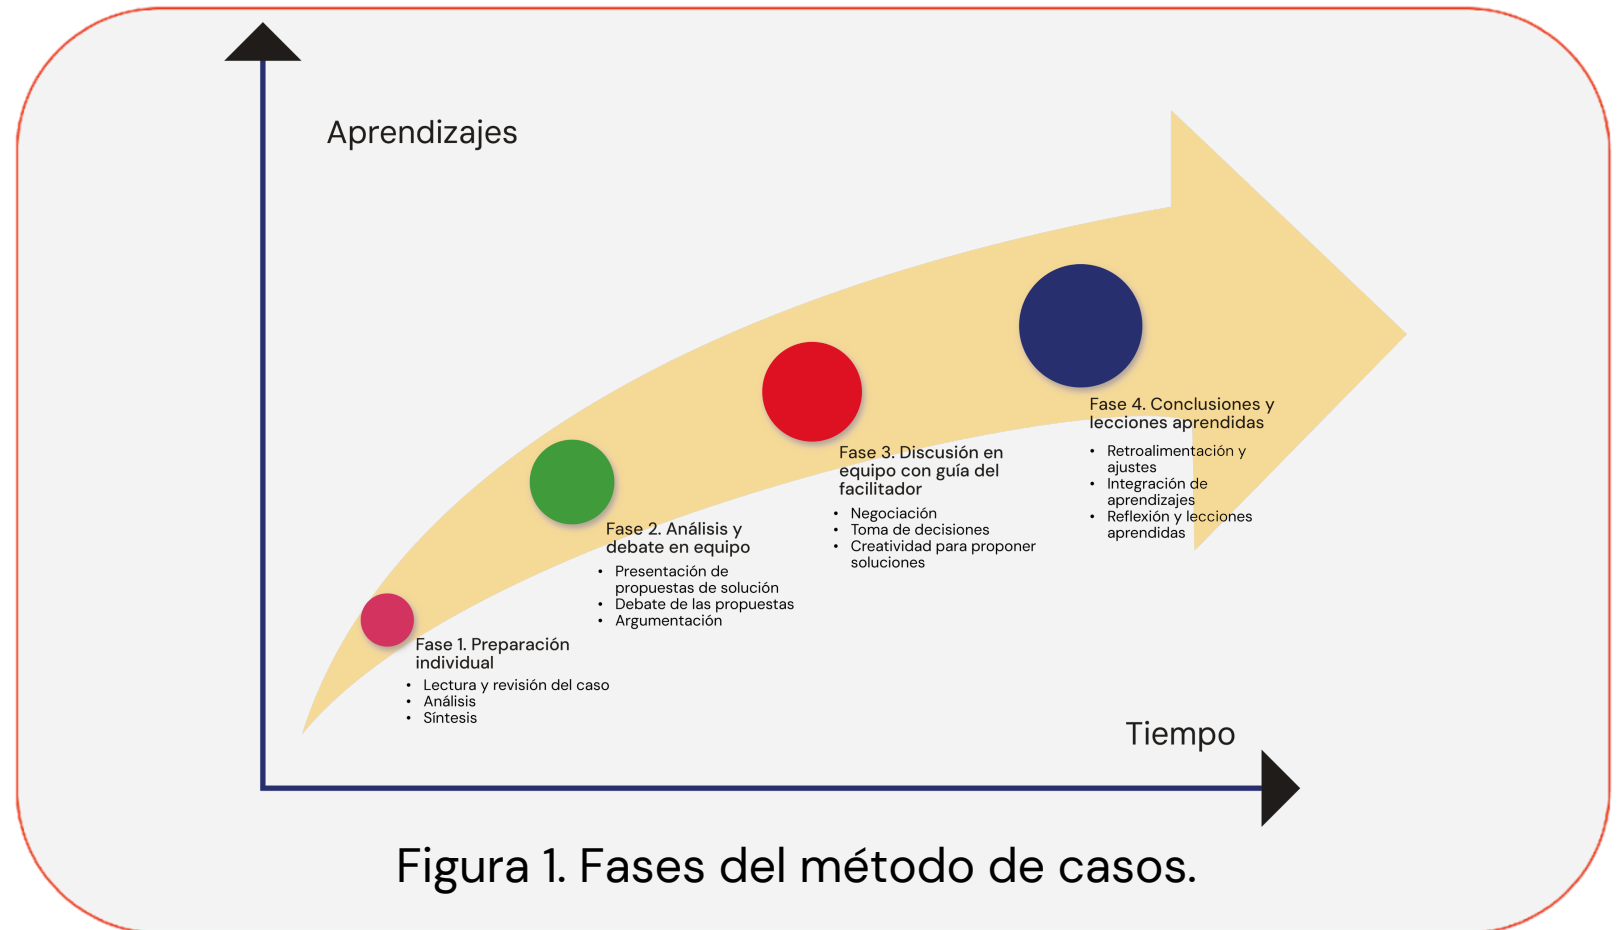 Aprendizajes
Fase 1. Preparación
individual
• Lectura y revisión del caso
• Análisis
• Síntesis
Fase 2. Análisis y
debate en equipo
• Presentación de
propuestas de solución
• Debate de las propuestas
• Argumentación
Fase 3. Discusión en
equipo con guía del
facilitador
• Negociación
• Toma de decisiones
• Creatividad para proponer
soluciones
Fase 4. Conclusiones y
lecciones aprendidas
• Retroalimentación y
ajustes
• Integración de
aprendizajes
• Reflexión y lecciones
aprendidas
Tiempo
Figura 1. Fases del método de casos.